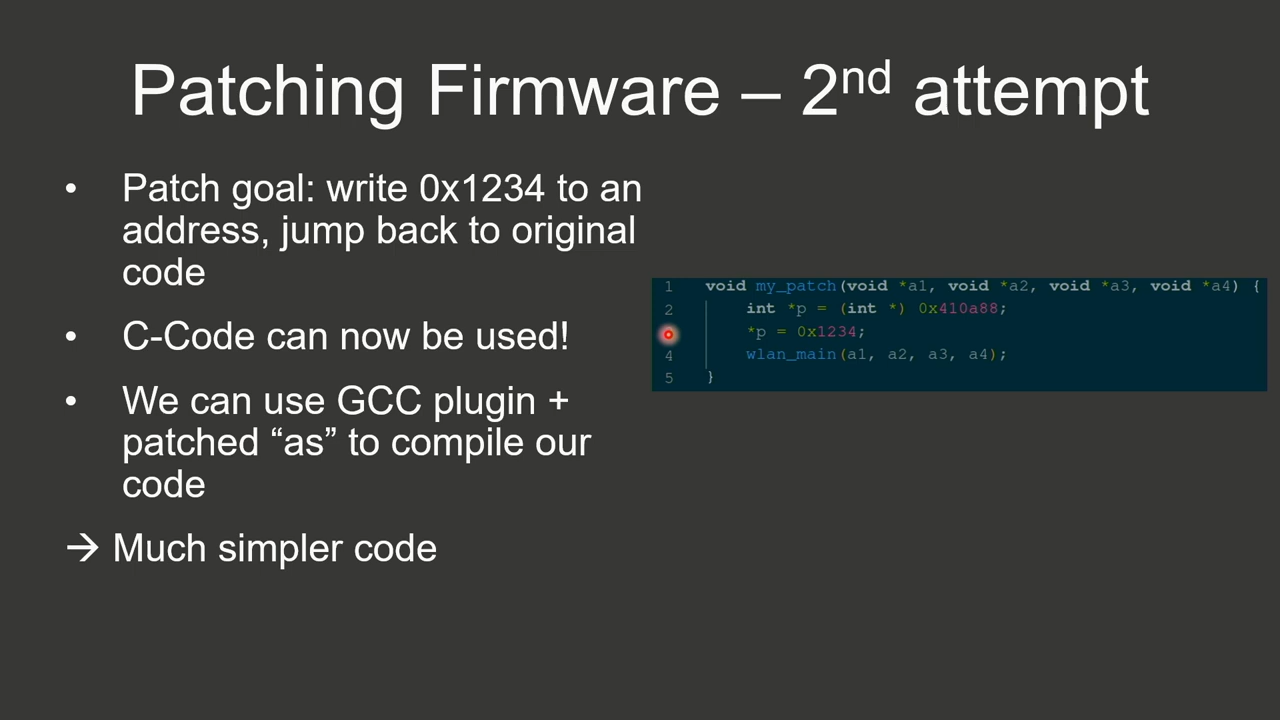 Patching Firmware – 2nd attempt
• Patch goal: write 0x1234 to an
address, jump back to original
code
• C-Code can now be used!
• We can use GCC plugin +
patched “as” to compile our
code
→ Much simpler code
1 void my_patch(void *a1, void *a2, void *a3, void *a4) {
2 int *p = (int *) 0x410a88;
*p = 0x1234;
4 wlan_main(a1, a2, a3, a4);
5 }